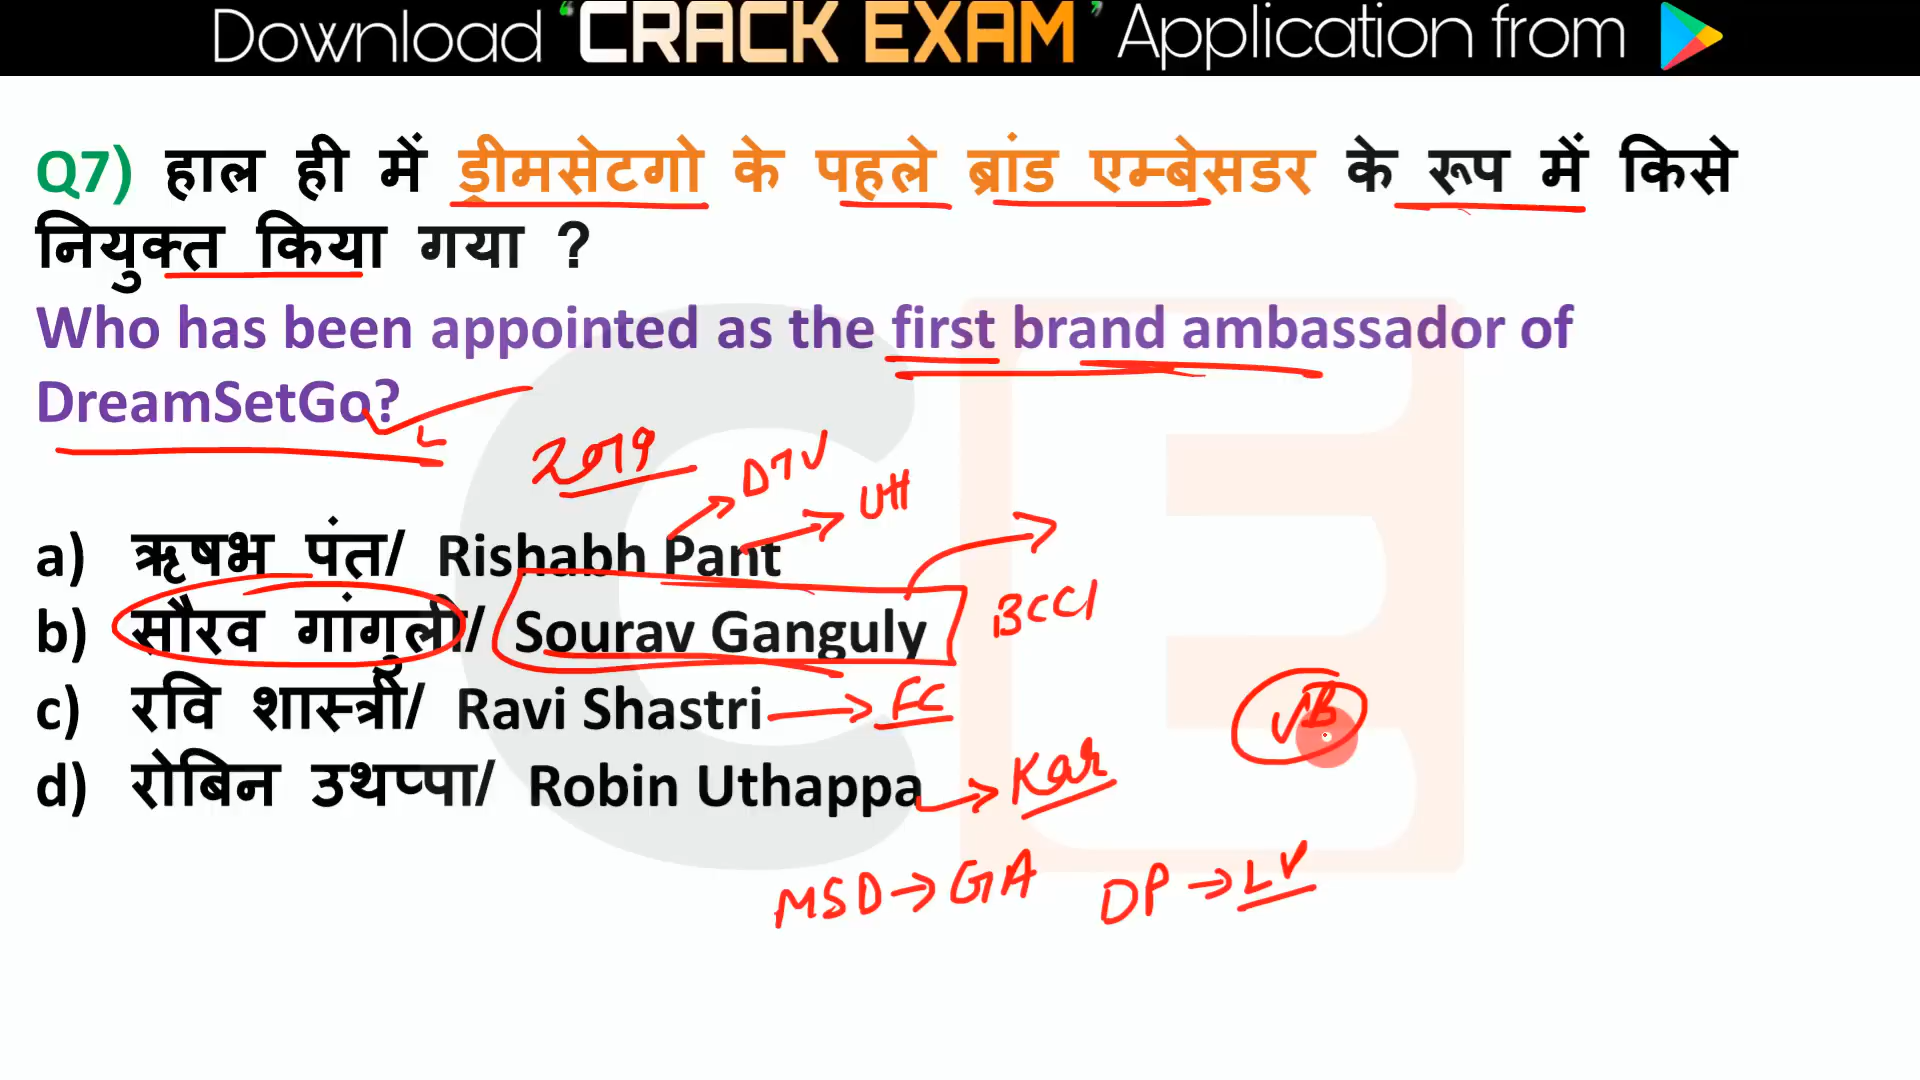 Download 'CRACK EXAM' Application from
Q7) हाल ही में ड्रीमसेटगो के पहले ब्रांड एम्बेसडर के रूप में किसे
नियुक्त किया गया ?
Who has been appointed as the first brand ambassador of
DreamSetGo?
2019
UH
a) ऋषभ पंत/ Rishabh Pant
b) सौरव गांगुली/ Sourav Ganguly
BCCI
c) रवि शास्त्री/ Ravi Shastri
FC
d) रोबिन उथप्पा/ Robin Uthappa
Kar
MSD→GA DP→LV